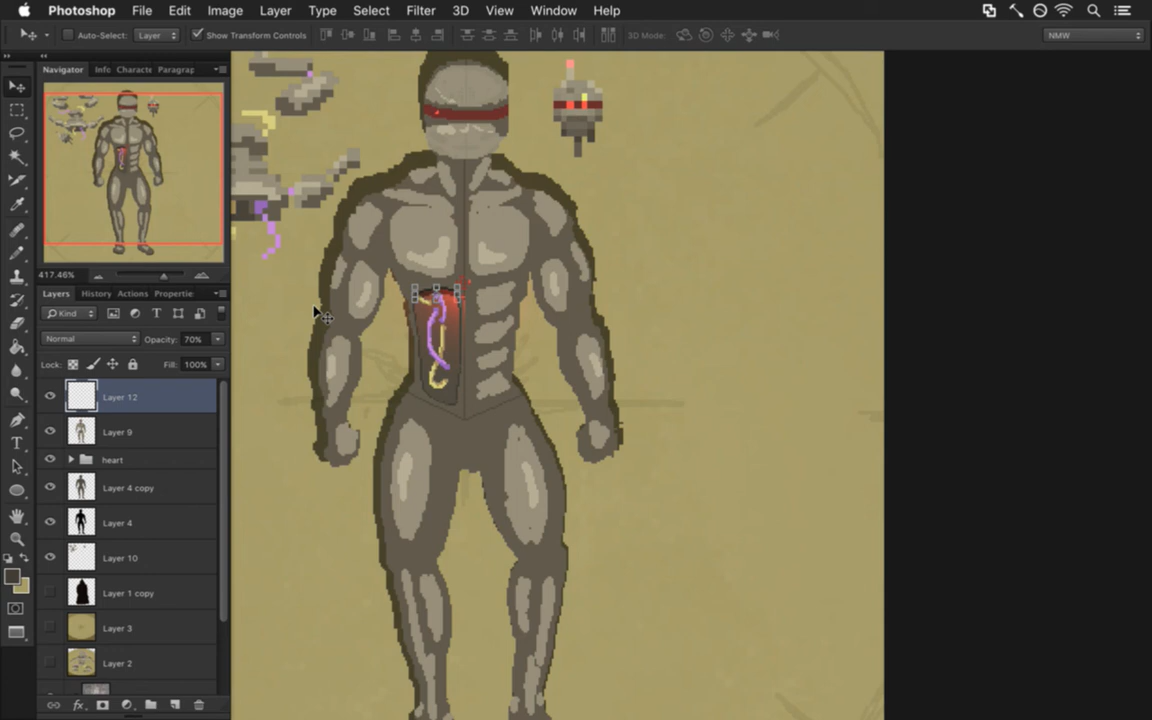 Photoshop File Edit Image Layer Type Select Filter 3D View Window Help
Auto-Select: Layer Show Transform Controls 3D Mode: NMW
Navigator Info Characte Paragrap
417.46%
Layers History Actions Propertie
Kind
Normal Opacity: 70%
Lock: Fill: 100%
Layer 12
Layer 9
heart
Layer 4 copy
Layer 4
Layer 10
Layer 1 copy
Layer 3
Layer 2
fx